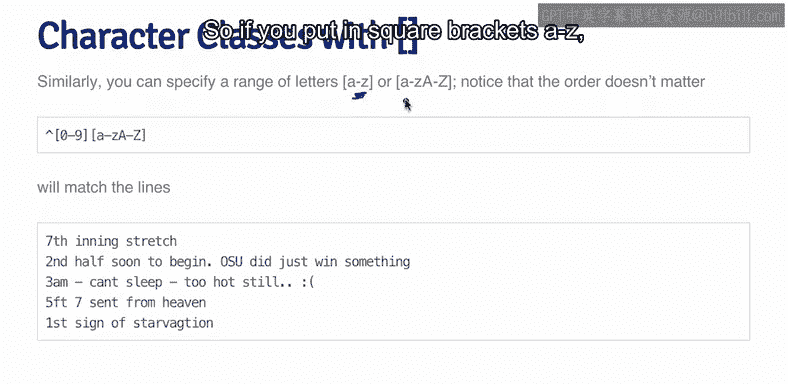 Character Classes with []
So if you put in square brackets a-z,
Similarly, you can specify a range of letters [a-z] or [a-zA-Z]; notice that the order doesn’t matter
^[0-9][a-zA-Z]
will match the lines
7th inning stretch
2nd half soon to begin. OSU did just win something
3am - cant sleep - too hot still.. :(
5ft 7 sent from heaven
1st sign of starvagtion